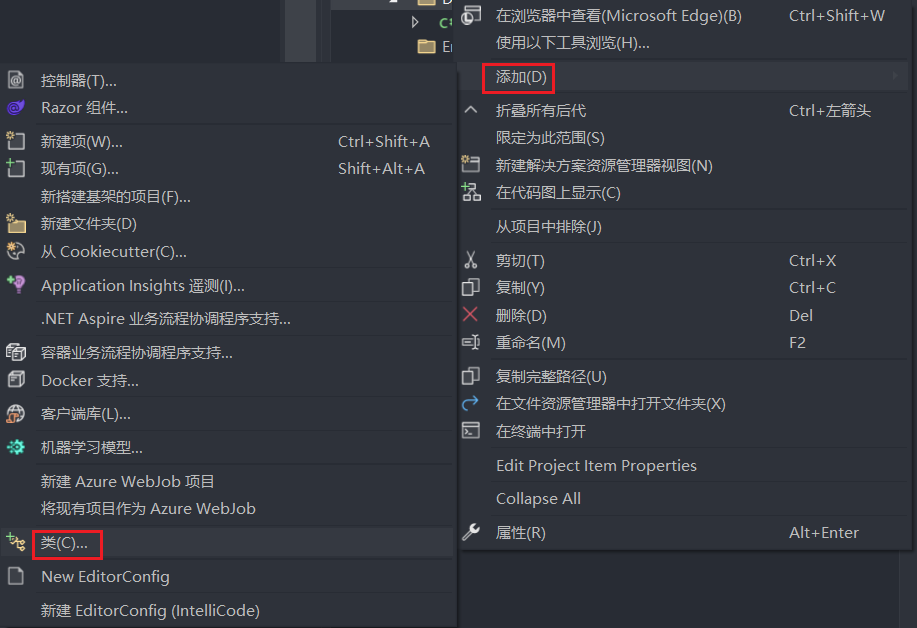 控制器(T)...
Razor 组件...
新建项(W)... Ctrl+Shift+A
现有项(G)... Shift+Alt+A
新搭建基架的项目(F)...
新建文件夹(D)
从 Cookiecutter(C)...
Application Insights 遥测(I)...
.NET Aspire 业务流程协调程序支持...
容器业务流程协调程序支持...
Docker 支持...
客户端库(L)...
机器学习模型...
新建 Azure WebJob 项目
将现有项目作为 Azure WebJob
类(C)...
New EditorConfig
新建 EditorConfig (IntelliCode)
在浏览器中查看(Microsoft Edge)(B) Ctrl+Shift+W
使用以下工具浏览(H)...
添加(D)
折叠所有后代 Ctrl+左箭头
限定为此范围(S)
新建解决方案资源管理器视图(N)
在代码图上显示(C)
从项目中排除(J)
剪切(T) Ctrl+X
复制(Y) Ctrl+C
删除(D) Del
重命名(M) F2
复制完整路径(U)
在文件资源管理器中打开文件夹(X)
在终端中打开
Edit Project Item Properties
Collapse All
属性(R) Alt+Enter